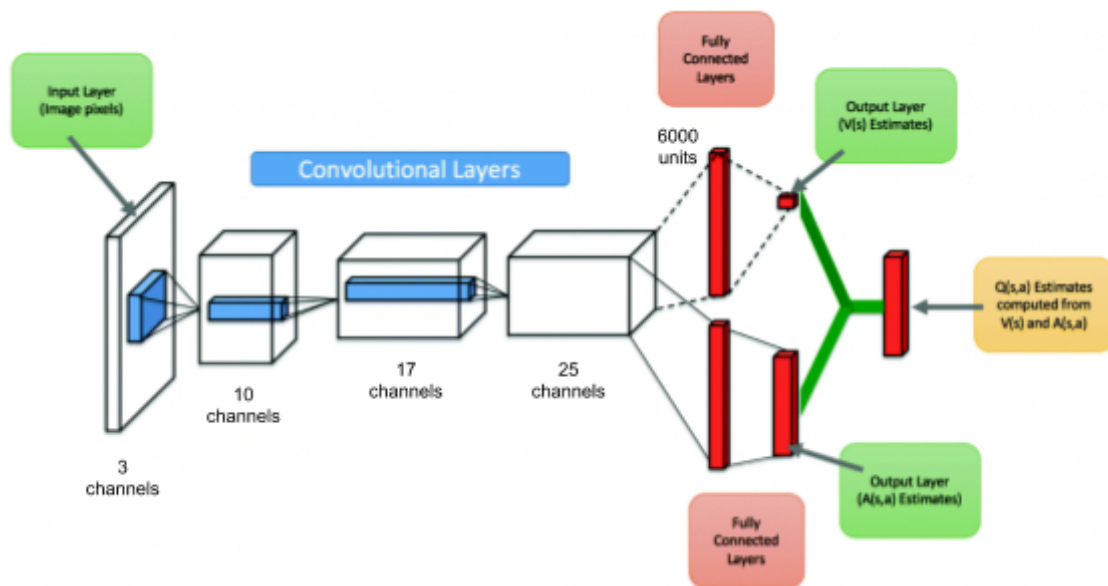 Fully
Connected
Layers
Input Layer
(Image pixels)
Output Layer
(V(s) Estimates)
6000
units
Convolutional Layers
Q(s,a) Estimates
computed from
V(s) and A(s,a)
10
channels
17
channels
25
channels
3
channels
Output Layer
(A(s,a) Estimates)
Fully
Connected
Layers